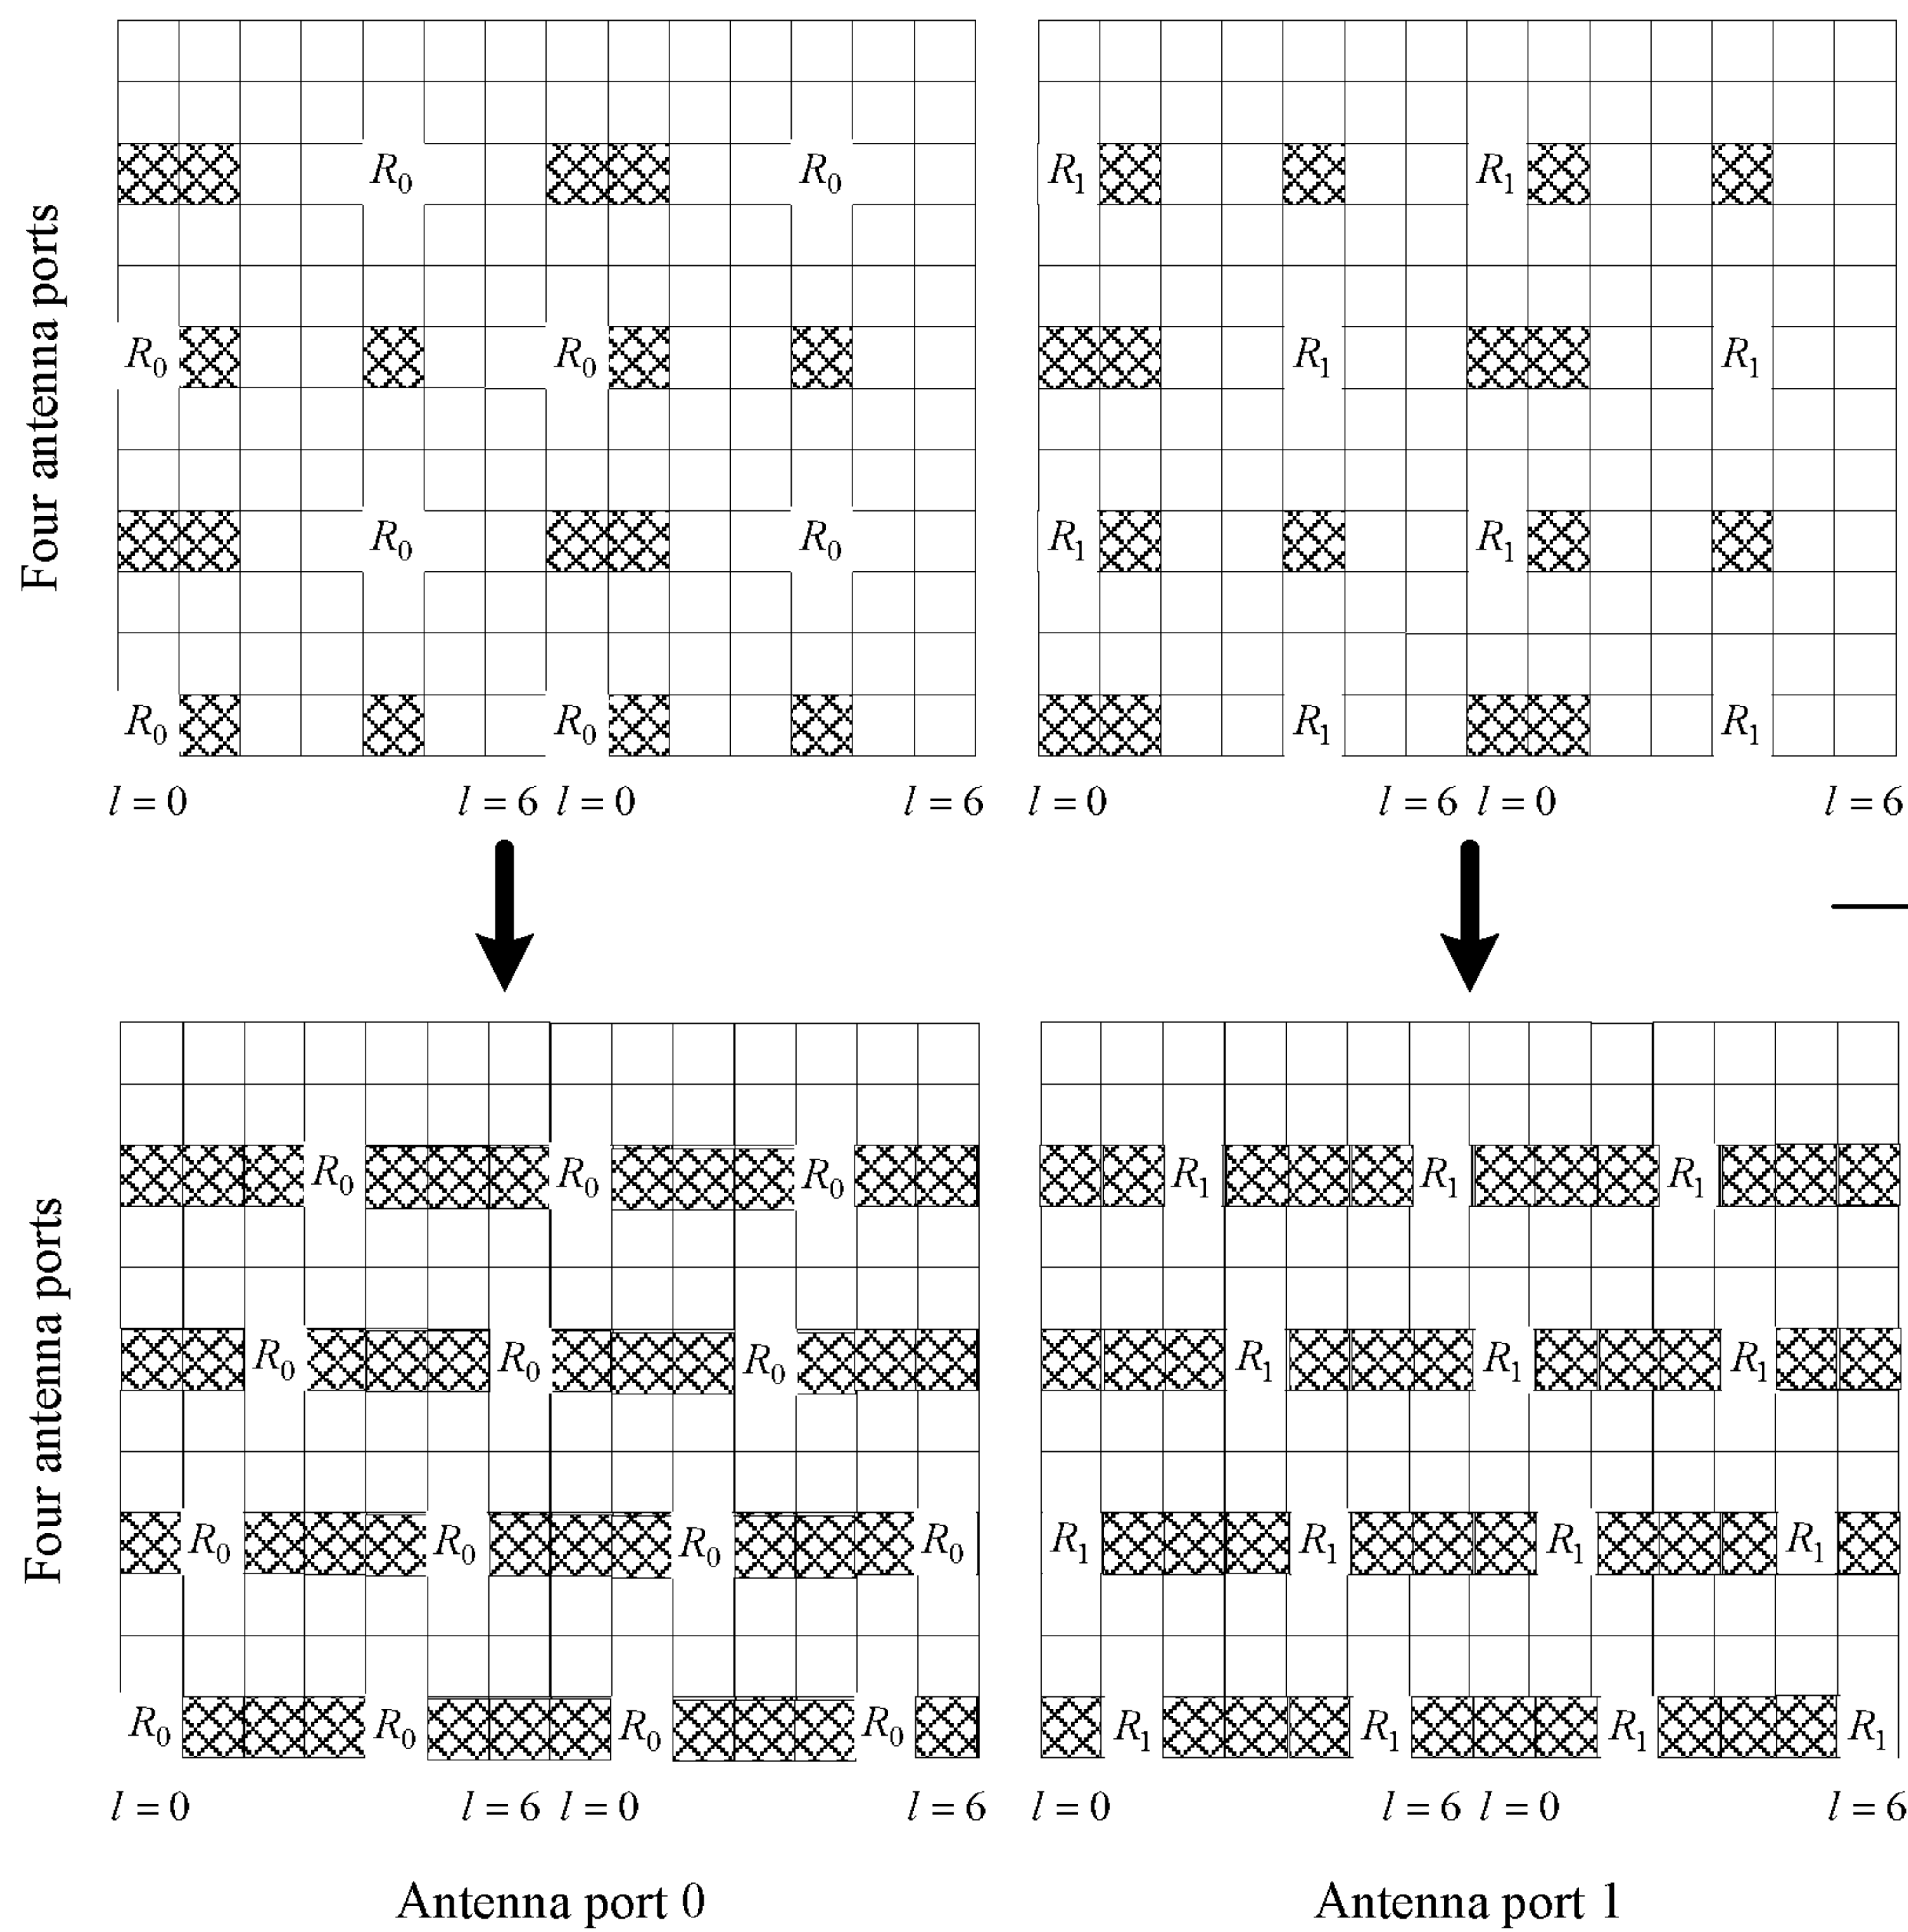 Four antenna ports
R0 R0
R0 R0
R0 R0
R0 R0
l = 0 l = 6 l = 0 l = 6
R1 R1
R1 R1
R1 R1
R1 R1
l = 0 l = 6 l = 0 l = 6
Four antenna ports
R0 R0 R0
R0 R0 R0
R0 R0 R0 R0
R0 R0 R0 R0
l = 0 l = 6 l = 0 l = 6
Antenna port 0
R1 R1 R1
R1 R1 R1
R1 R1 R1 R1
R1 R1 R1 R1
l = 0 l = 6 l = 0 l = 6
Antenna port 1